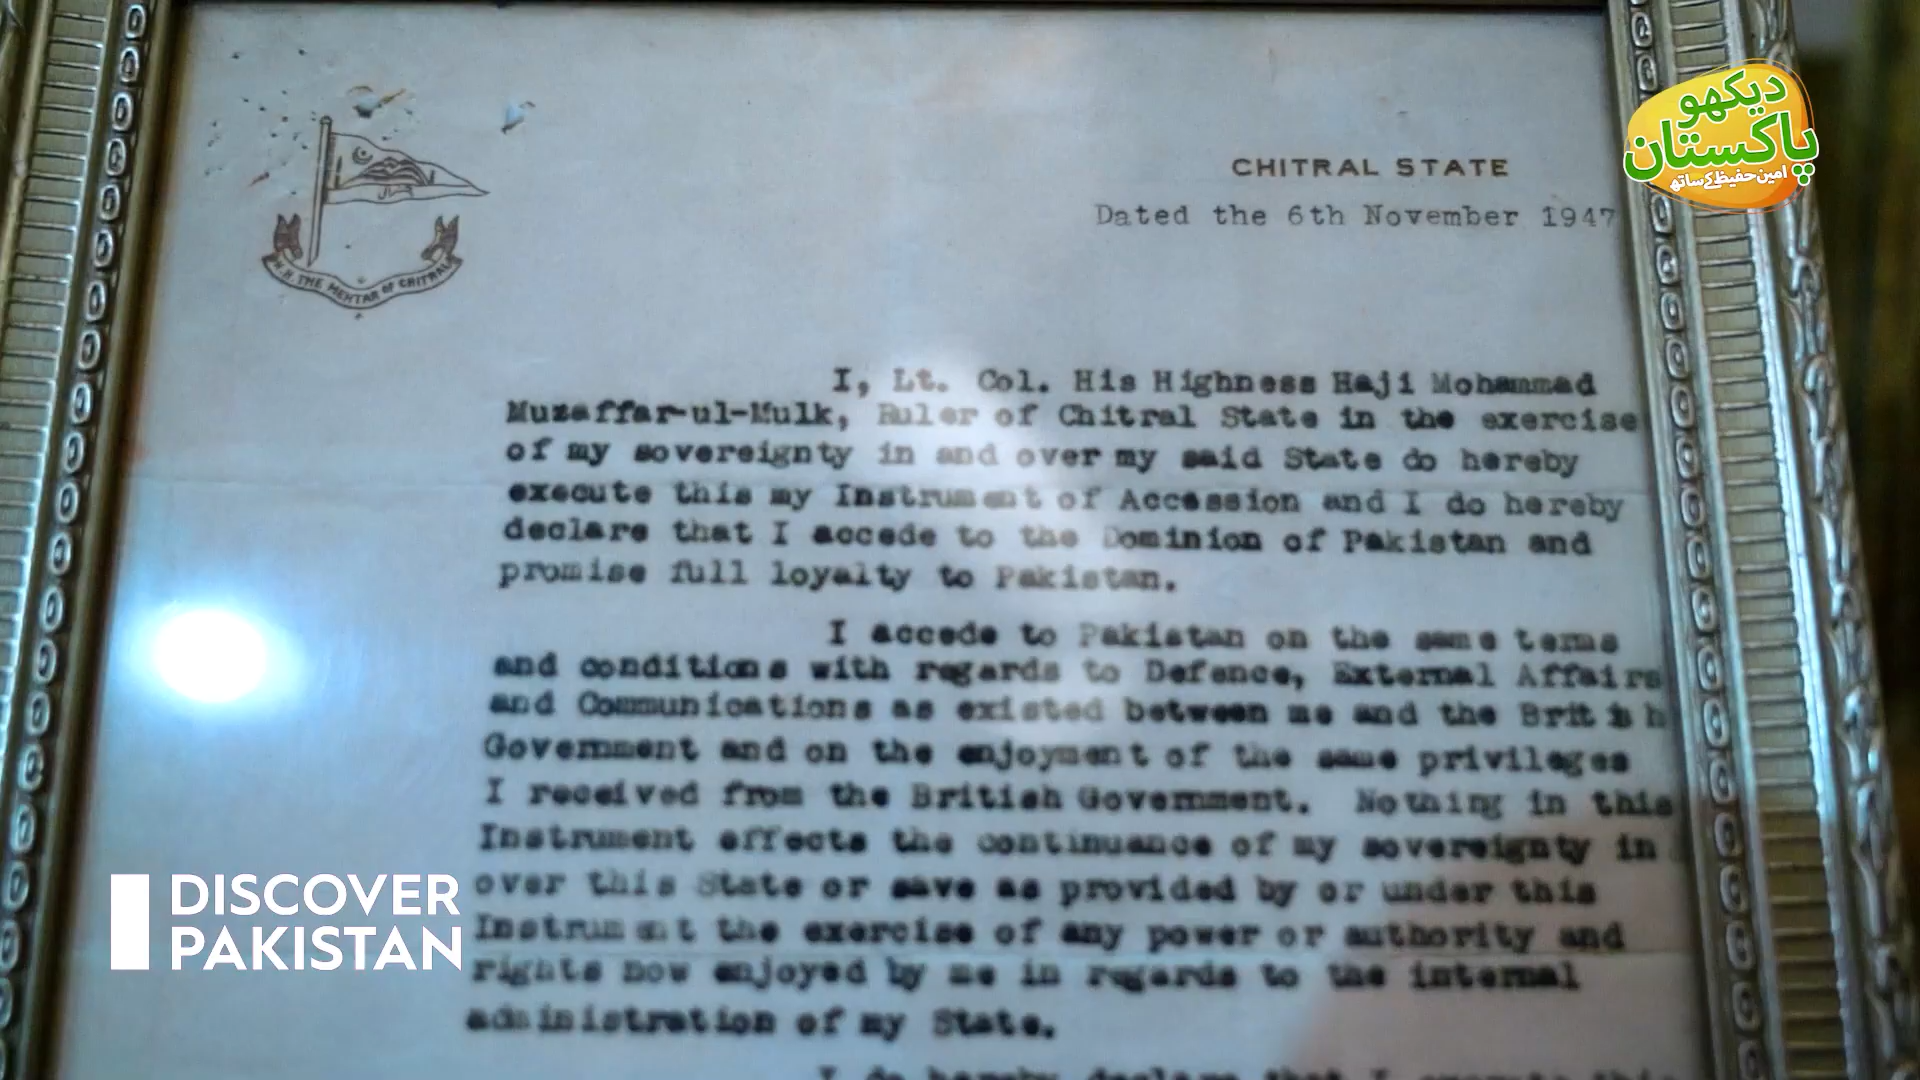 دیکھو
پاکستان
امین حفیظ کے ساتھ
CHITRAL STATE
Dated the 6th November 1947
چترال
H.H. THE MEHTAR OF CHITRAL
I, Lt. Col. His Highness Haji Mohammad
Muzaffar-ul-Mulk, Ruler of Chitral State in the exercise
of my sovereignty in and over my said State do hereby
execute this my Instrument of Accession and I do hereby
declare that I accede to the Dominion of Pakistan and
promise full loyalty to Pakistan.
I accede to Pakistan on the same terms
and conditions with regards to Defence, External Affairs
and Communications as existed between me and the British
Government and on the enjoyment of the same privileges
I received from the British Government. Nothing in this
Instrument effects the continuance of my sovereignty in
over this State or save as provided by or under this
Instrument the exercise of any power or authority and
rights now enjoyed by me in regards to the internal
administration of my State.
I do hereby declare that I execute this
DISCOVER
PAKISTAN